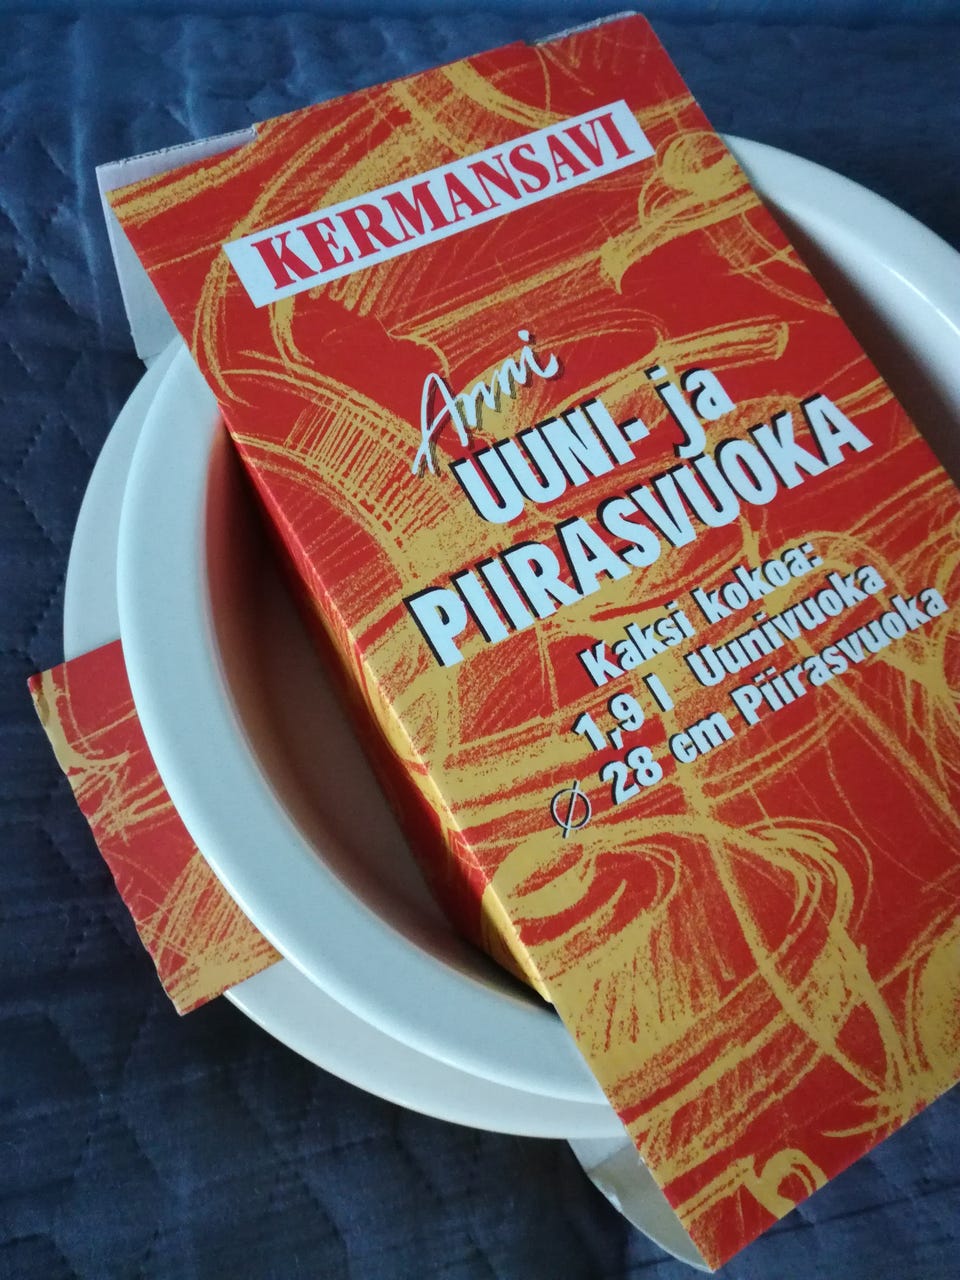 KERMANSAVI
Anni
UUNI- ja
PIIRASVUOKA
Kaksi kokoa:
1,9 l Uunivuoka
Ø 28 cm Piirasvuoka